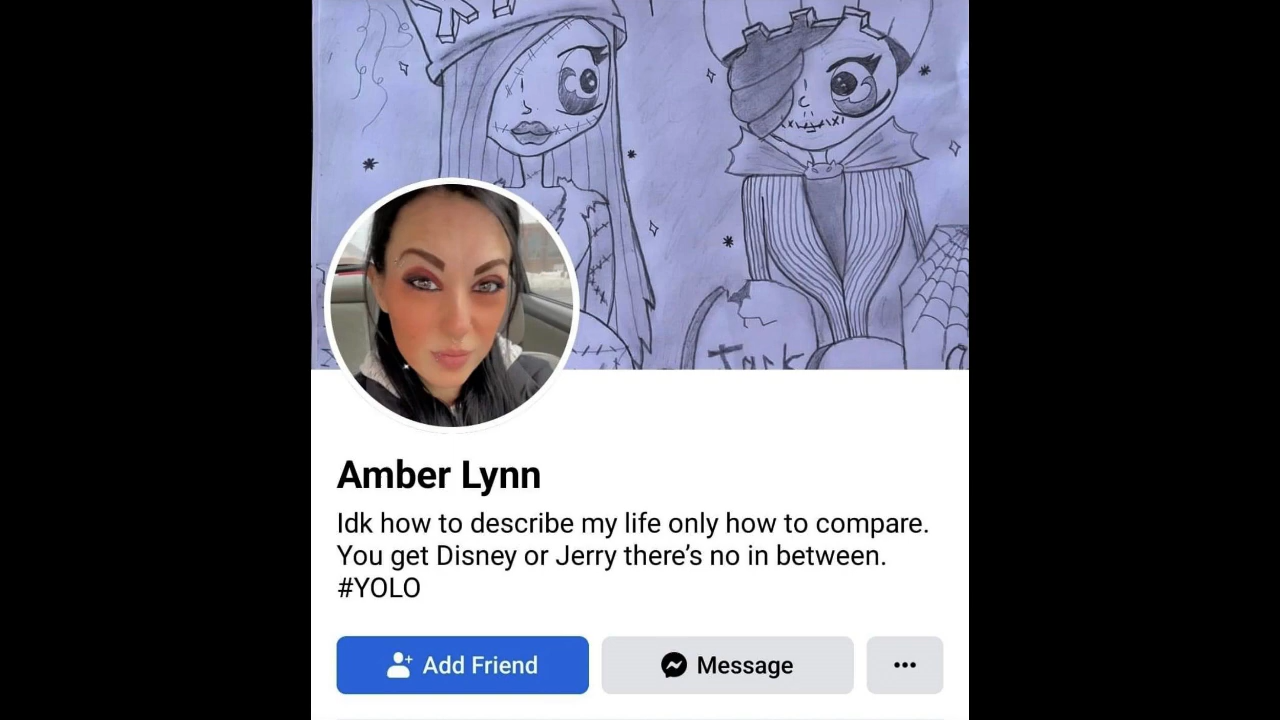 Jack
Amber Lynn
Idk how to describe my life only how to compare.
You get Disney or Jerry there's no in between.
#YOLO
Add Friend
Message